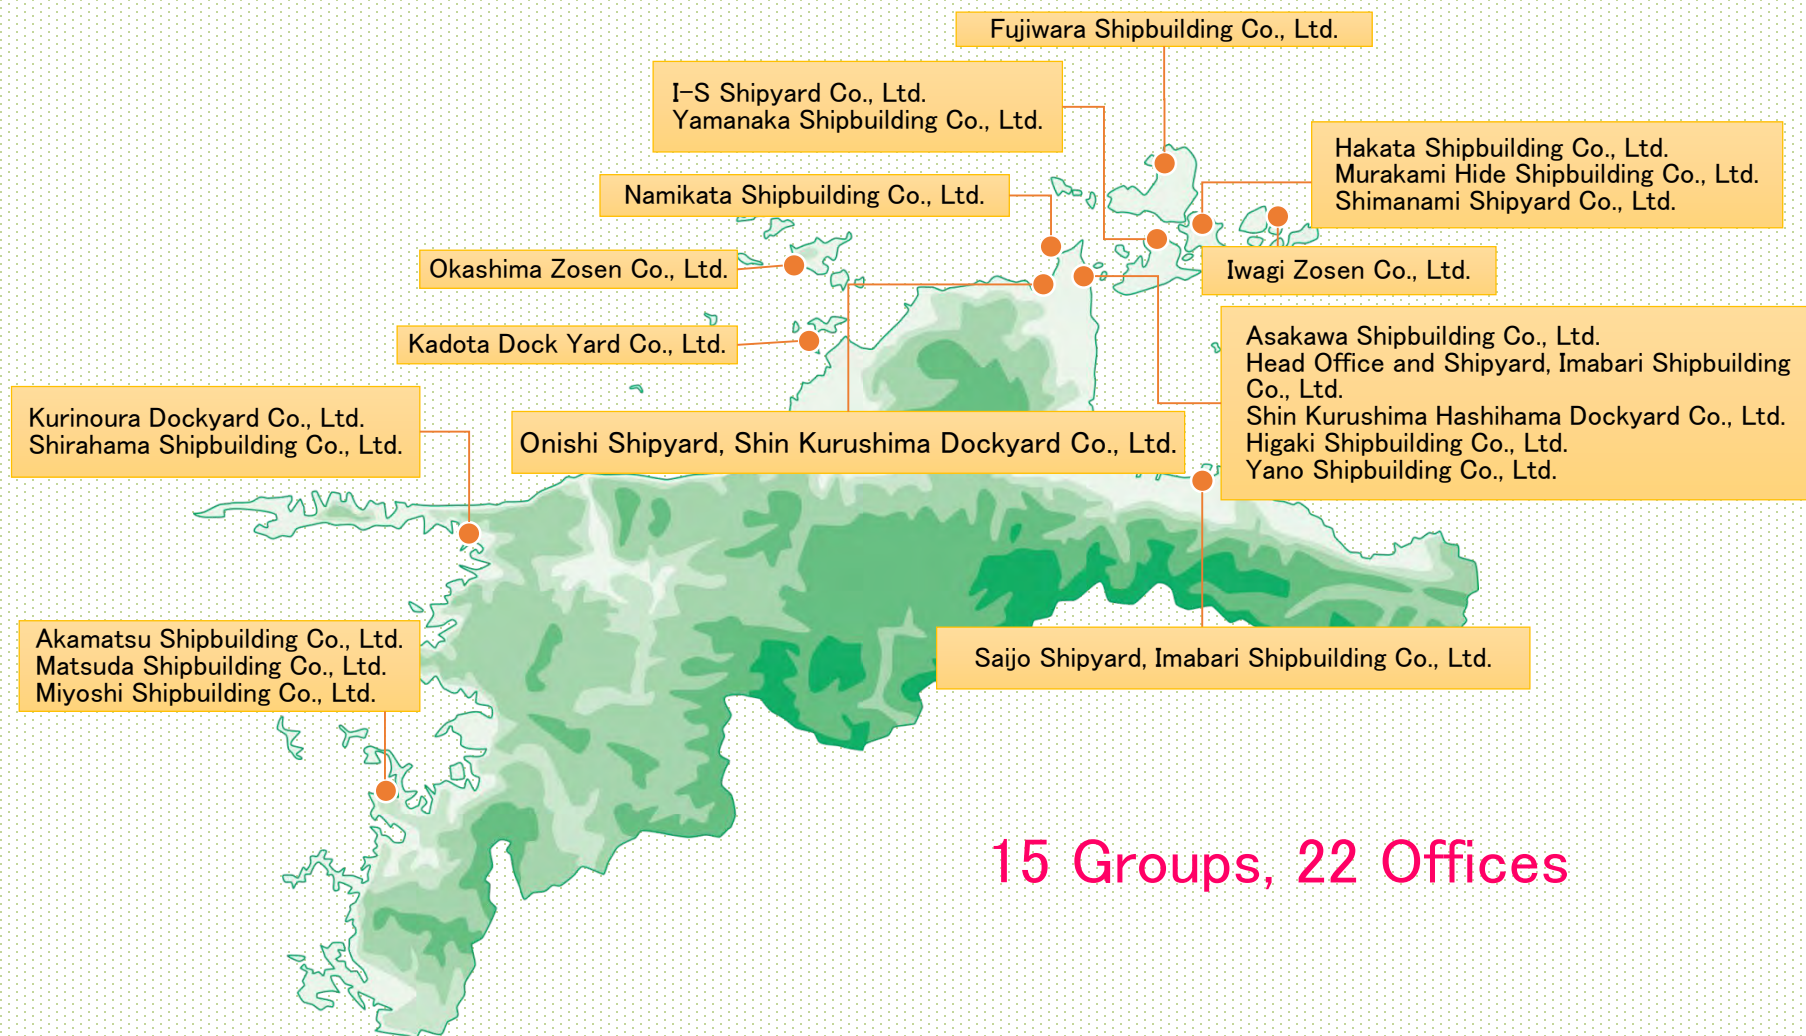 Fujiwara Shipbuilding Co., Ltd.
I-S Shipyard Co., Ltd.
Yamanaka Shipbuilding Co., Ltd.
Hakata Shipbuilding Co., Ltd.
Murakami Hide Shipbuilding Co., Ltd.
Shimanami Shipyard Co., Ltd.
Namikata Shipbuilding Co., Ltd.
Okashima Zosen Co., Ltd.
Iwagi Zosen Co., Ltd.
Kadota Dock Yard Co., Ltd.
Asakawa Shipbuilding Co., Ltd.
Head Office and Shipyard, Imabari Shipbuilding
Co., Ltd.
Shin Kurushima Hashihama Dockyard Co., Ltd.
Higaki Shipbuilding Co., Ltd.
Yano Shipbuilding Co., Ltd.
Kurinoura Dockyard Co., Ltd.
Shirahama Shipbuilding Co., Ltd.
Onishi Shipyard, Shin Kurushima Dockyard Co., Ltd.
Akamatsu Shipbuilding Co., Ltd.
Matsuda Shipbuilding Co., Ltd.
Miyoshi Shipbuilding Co., Ltd.
Saijo Shipyard, Imabari Shipbuilding Co., Ltd.
15 Groups, 22 Offices